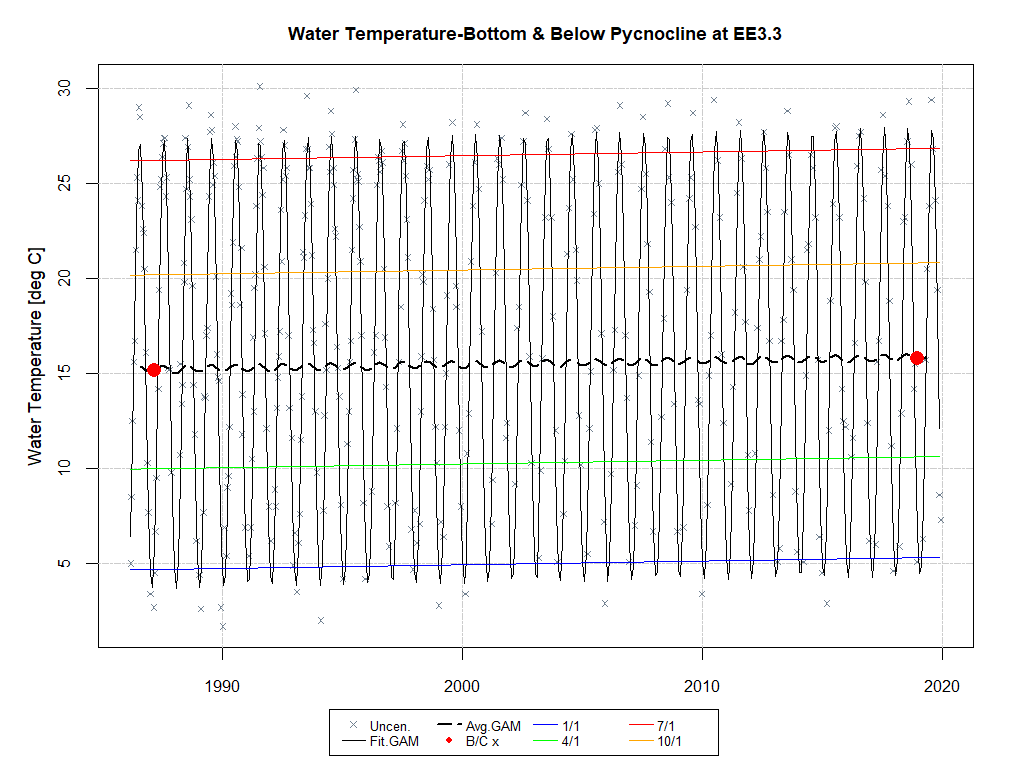 Water Temperature-Bottom & Below Pycnocline at EE3.3
Water Temperature [deg C]
30
25
20
15
10
5
1990 2000 2010 2020
Uncen. Avg.GAM 1/1 7/1
Fit.GAM B/C x 4/1 10/1